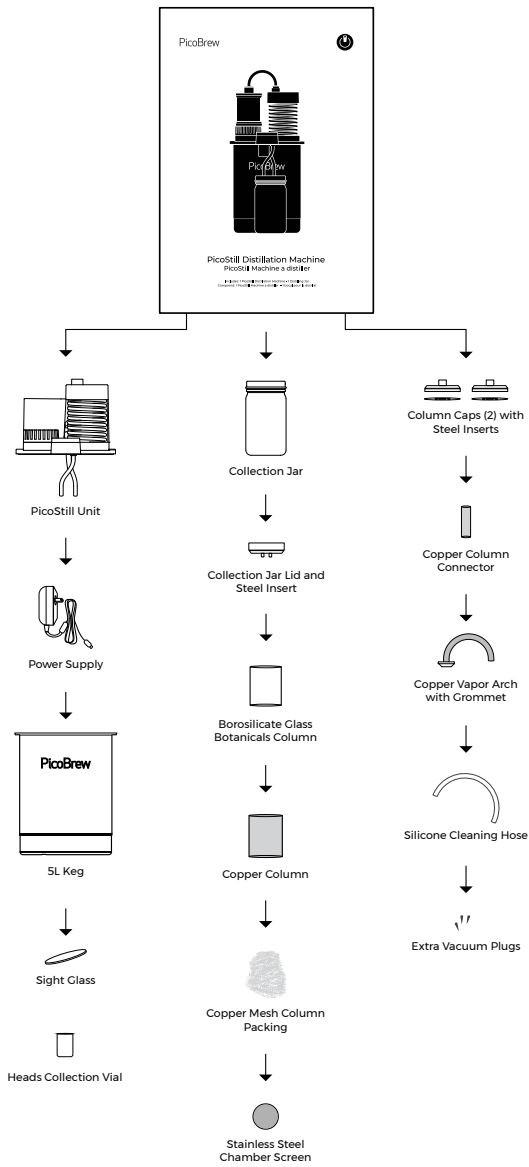 PicoBrew
PicoBrew
PicoStill Distillation Machine
PicoStill Machine a distiller
PicoStill Unit
Power Supply
PicoBrew
5L Keg
Sight Glass
Heads Collection Vial
Collection Jar
Collection Jar Lid and
Steel Insert
Borosilicate Glass
Botanicals Column
Copper Column
Copper Mesh Column
Packing
Stainless Steel
Chamber Screen
Column Caps (2) with
Steel Inserts
Copper Column
Connector
Copper Vapor Arch
with Grommet
Silicone Cleaning Hose
Extra Vacuum Plugs